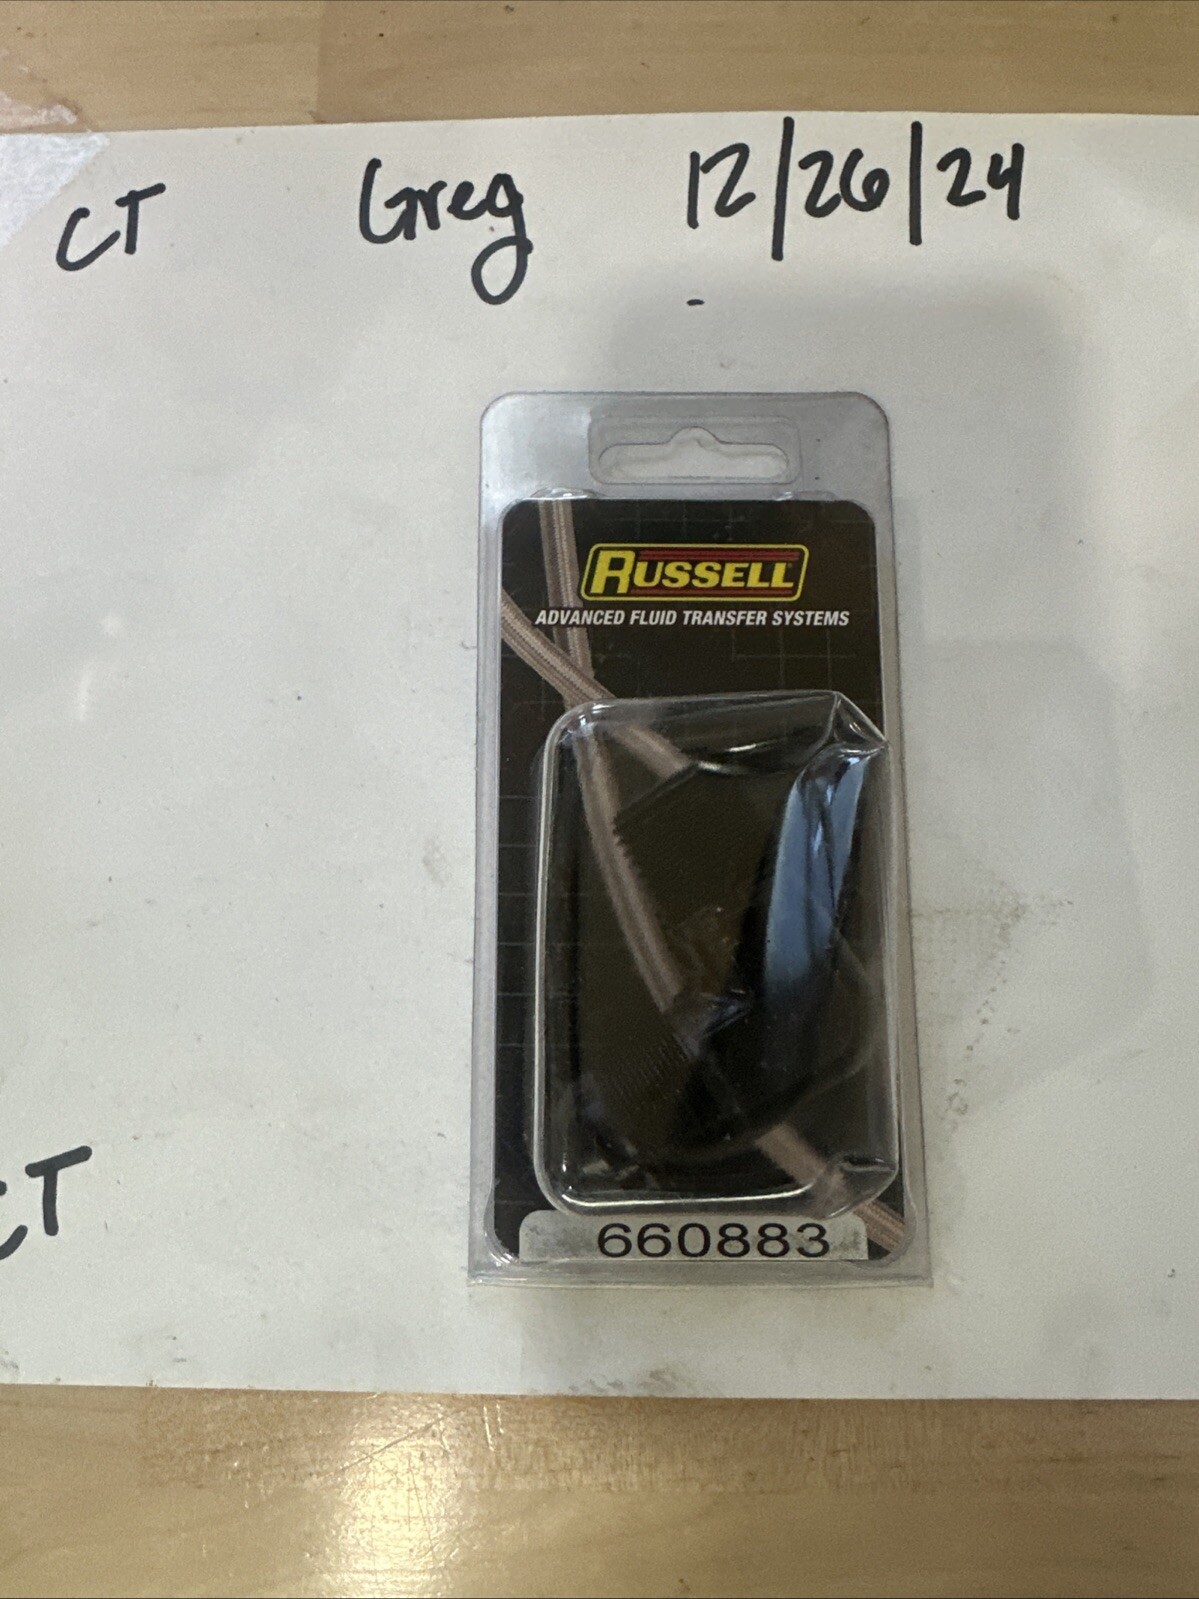 CT Greg 12/26/24
RUSSELL
ADVANCED FLUID TRANSFER SYSTEMS
CT
660883